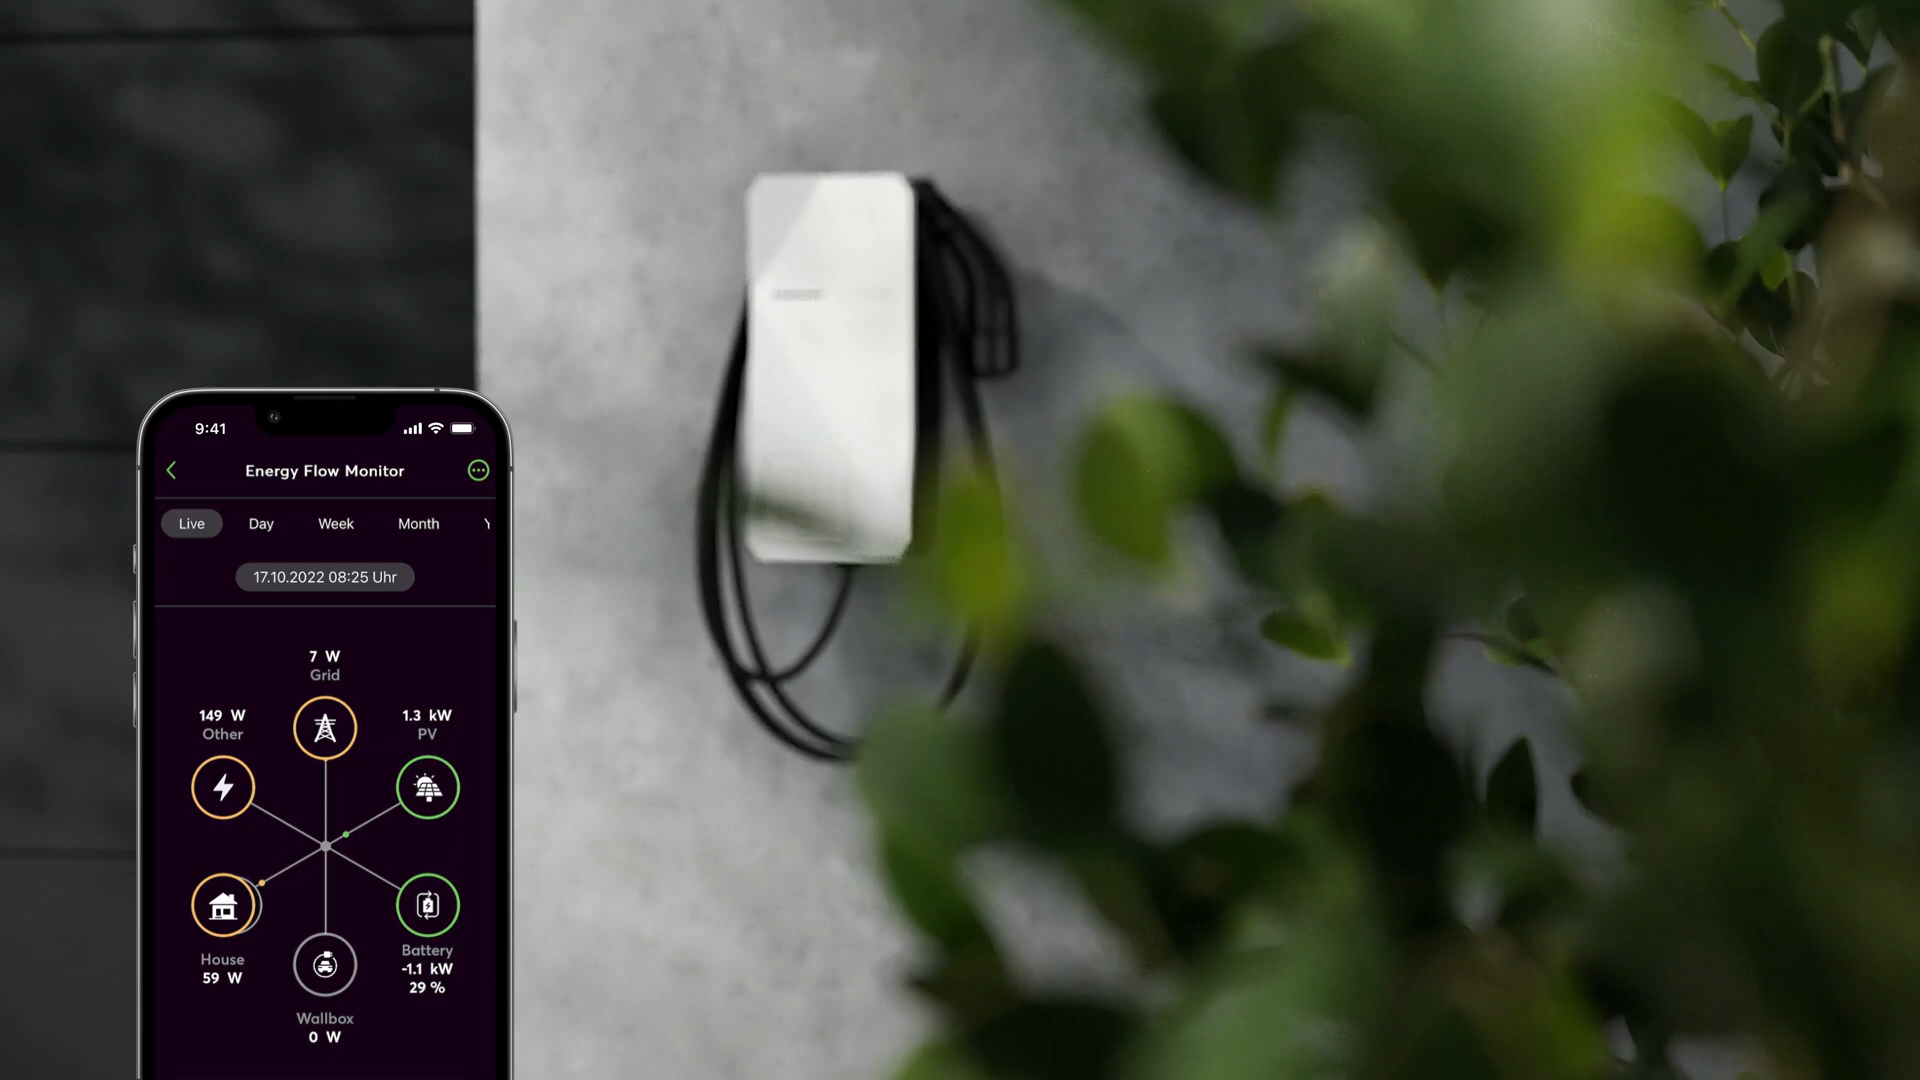 9:41
Energy Flow Monitor
Live Day Week Month Y
17.10.2022 08:25 Uhr
7 W
Grid
149 W
Other
1.3 kW
PV
House
59 W
Battery
-1.1 kW
29 %
Wallbox
0 W